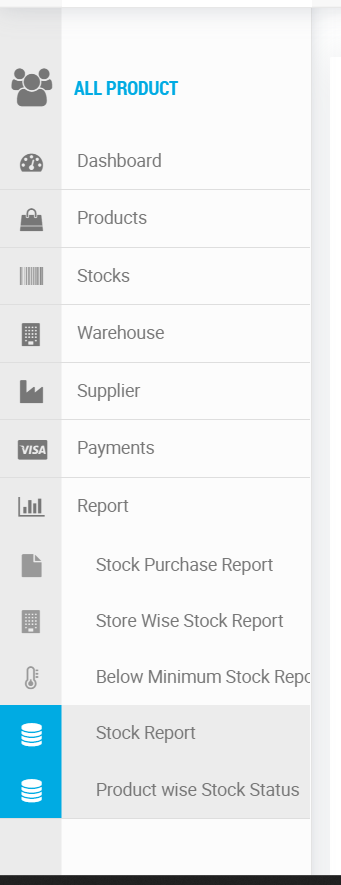 ALL PRODUCT
Dashboard
Products
Stocks
Warehouse
Supplier
VISA Payments
Report
Stock Purchase Report
Store Wise Stock Report
Below Minimum Stock Repo
Stock Report
Product wise Stock Status